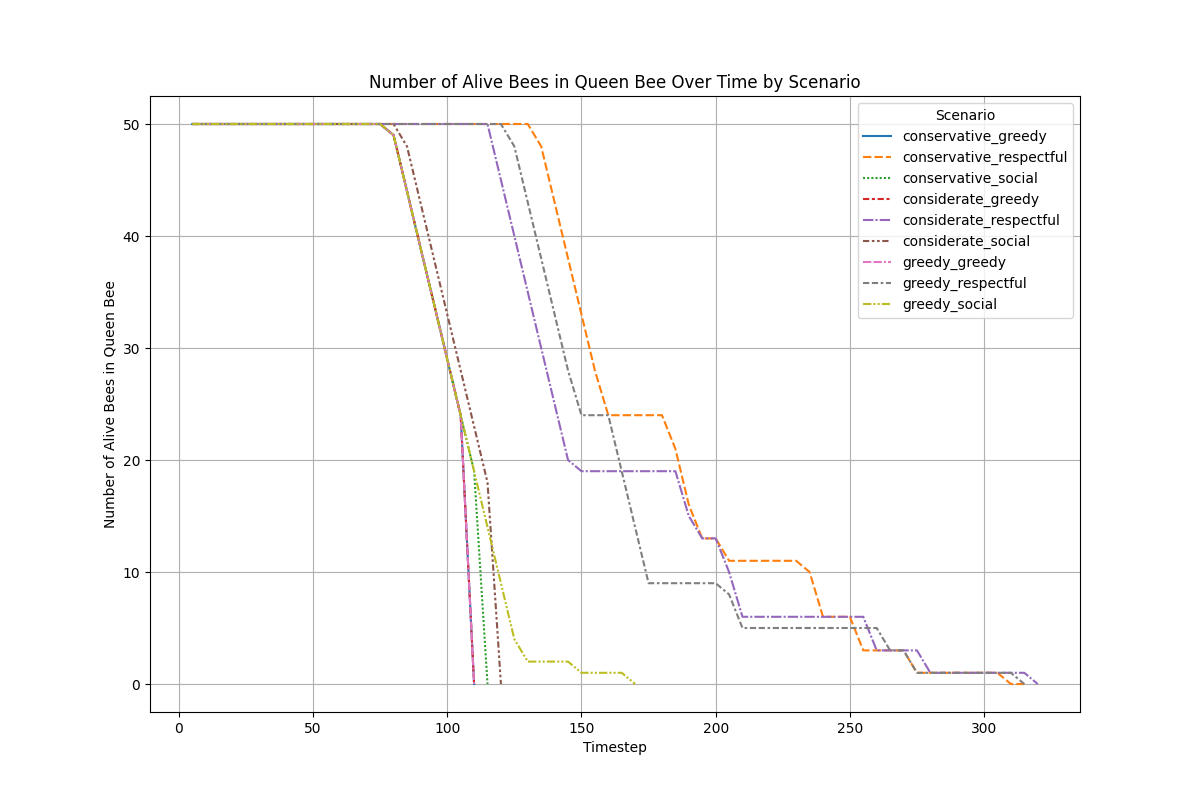 Number of Alive Bees in Queen Bee Over Time by Scenario
Number of Alive Bees in Queen Bee
50
40
30
20
10
0
Scenario
conservative_greedy
conservative_respectful
conservative_social
considerate_greedy
considerate_respectful
considerate_social
greedy_greedy
greedy_respectful
greedy_social
0 50 100 150 200 250 300
Timestep